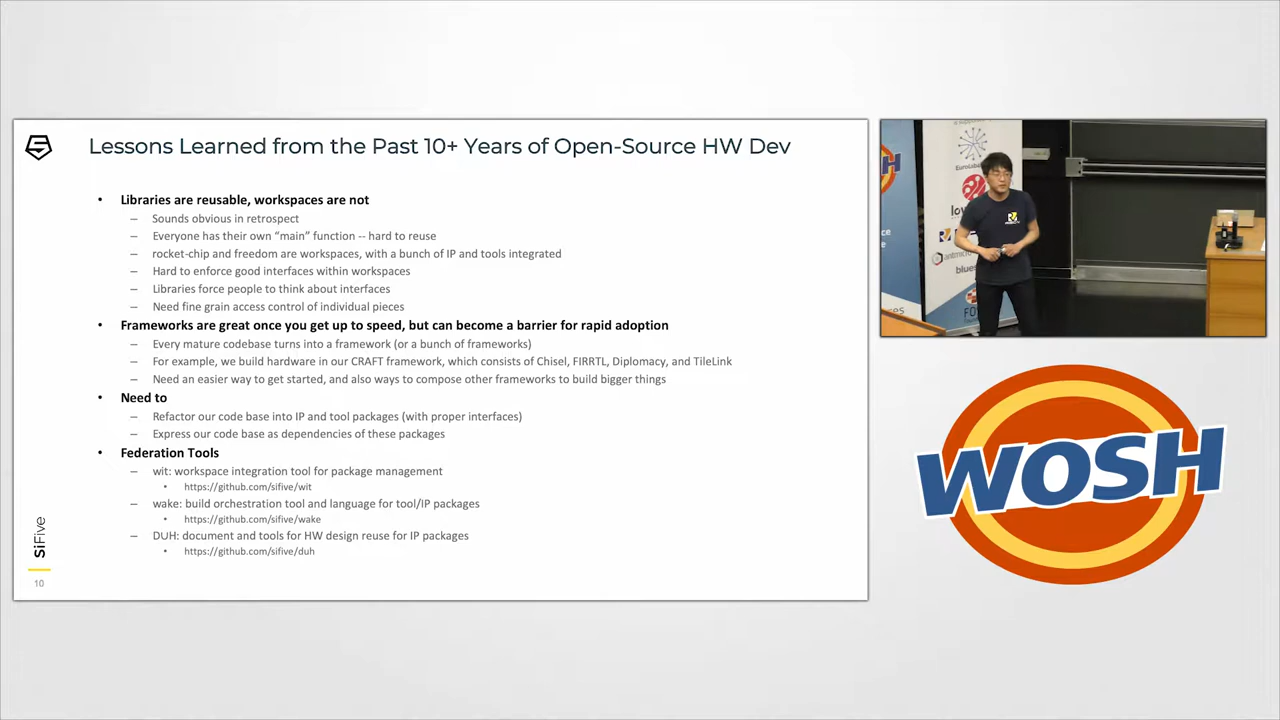 Lessons Learned from the Past 10+ Years of Open-Source HW Dev
• Libraries are reusable, workspaces are not
– Sounds obvious in retrospect
– Everyone has their own “main” function -- hard to reuse
– rocket-chip and freedom are workspaces, with a bunch of IP and tools integrated
– Hard to enforce good interfaces within workspaces
– Libraries force people to think about interfaces
– Need fine grain access control of individual pieces
• Frameworks are great once you get up to speed, but can become a barrier for rapid adoption
– Every mature codebase turns into a framework (or a bunch of frameworks)
– For example, we build hardware in our CRAFT framework, which consists of Chisel, FIRRTL, Diplomacy, and TileLink
– Need an easier way to get started, and also ways to compose other frameworks to build bigger things
• Need to
– Refactor our code base into IP and tool packages (with proper interfaces)
– Express our code base as dependencies of these packages
• Federation Tools
– wit: workspace integration tool for package management
• https://github.com/sifive/wit
– wake: build orchestration tool and language for tool/IP packages
• https://github.com/sifive/wake
– DUH: document and tools for HW design reuse for IP packages
• https://github.com/sifive/duh
SiFive
10
WOSH